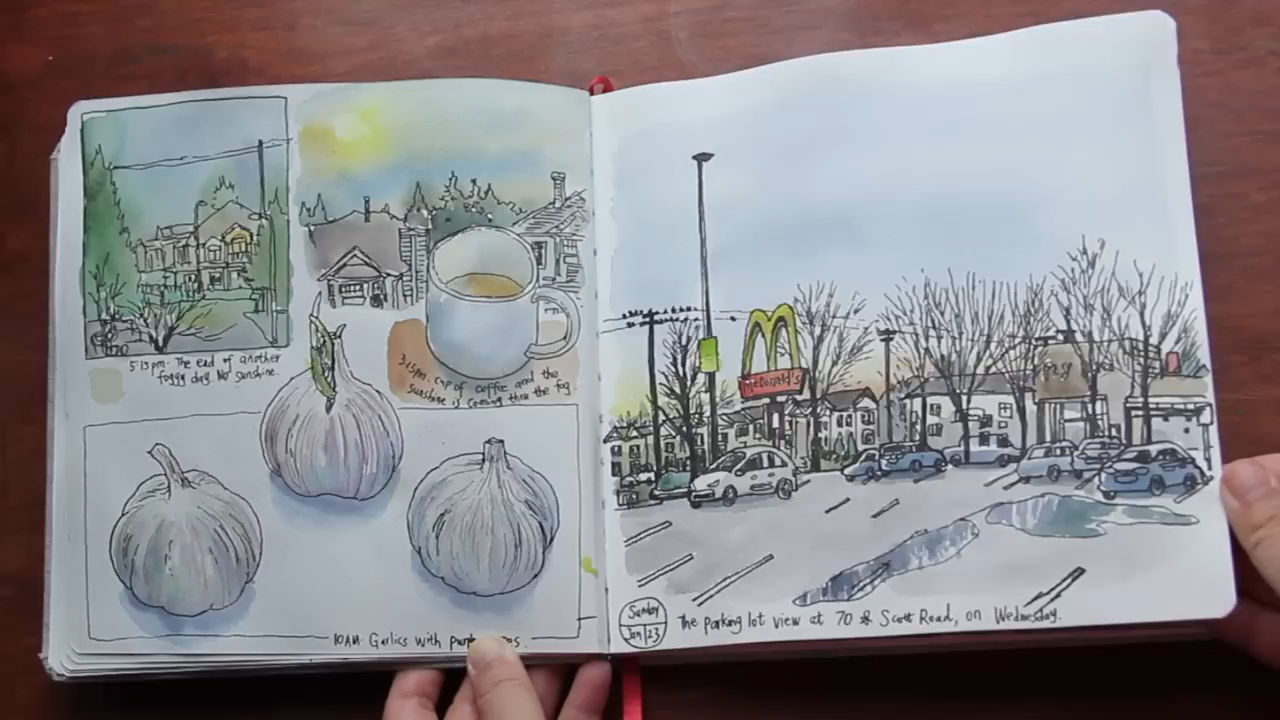 5:15pm. The end of another
foggy day. No sunshine.
3:15pm. cup of coffee and the
sunshine is coming thru the fog.
10AM. Garlics with
McDonald's
Sunday
Jan 23
The parking lot view at 70 & Scott Road, on Wednesday.